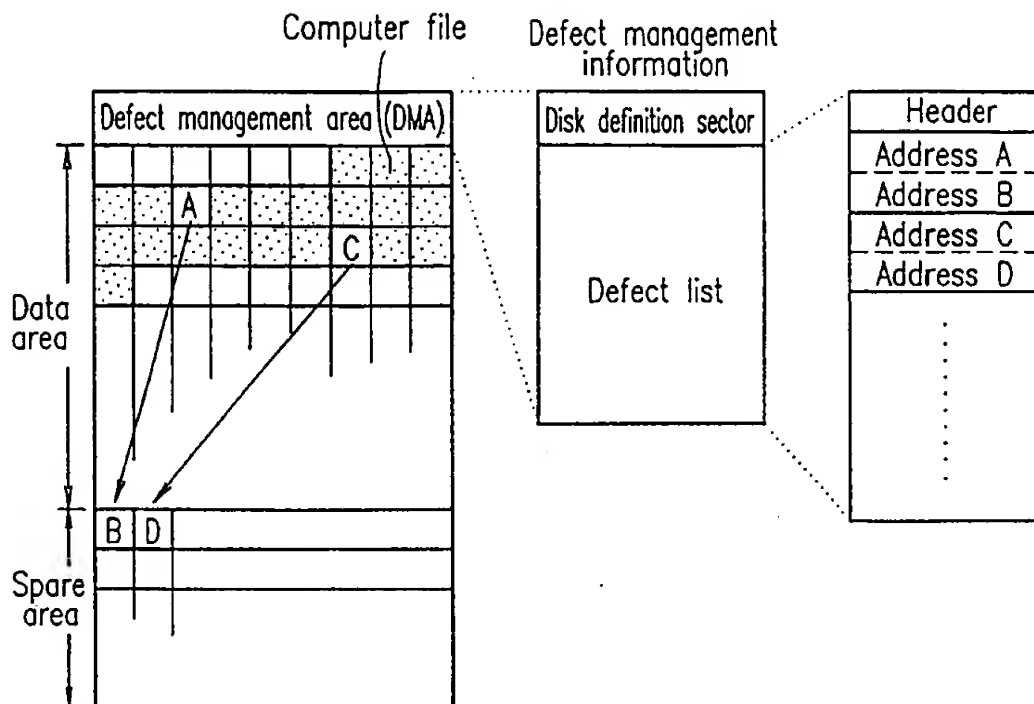 Computer file
Defect management
information
Defect management area (DMA)
Disk definition sector
Header
Address A
Address B
Address C
Address D
A
C
Data
area
Defect list
B D
Spare
area